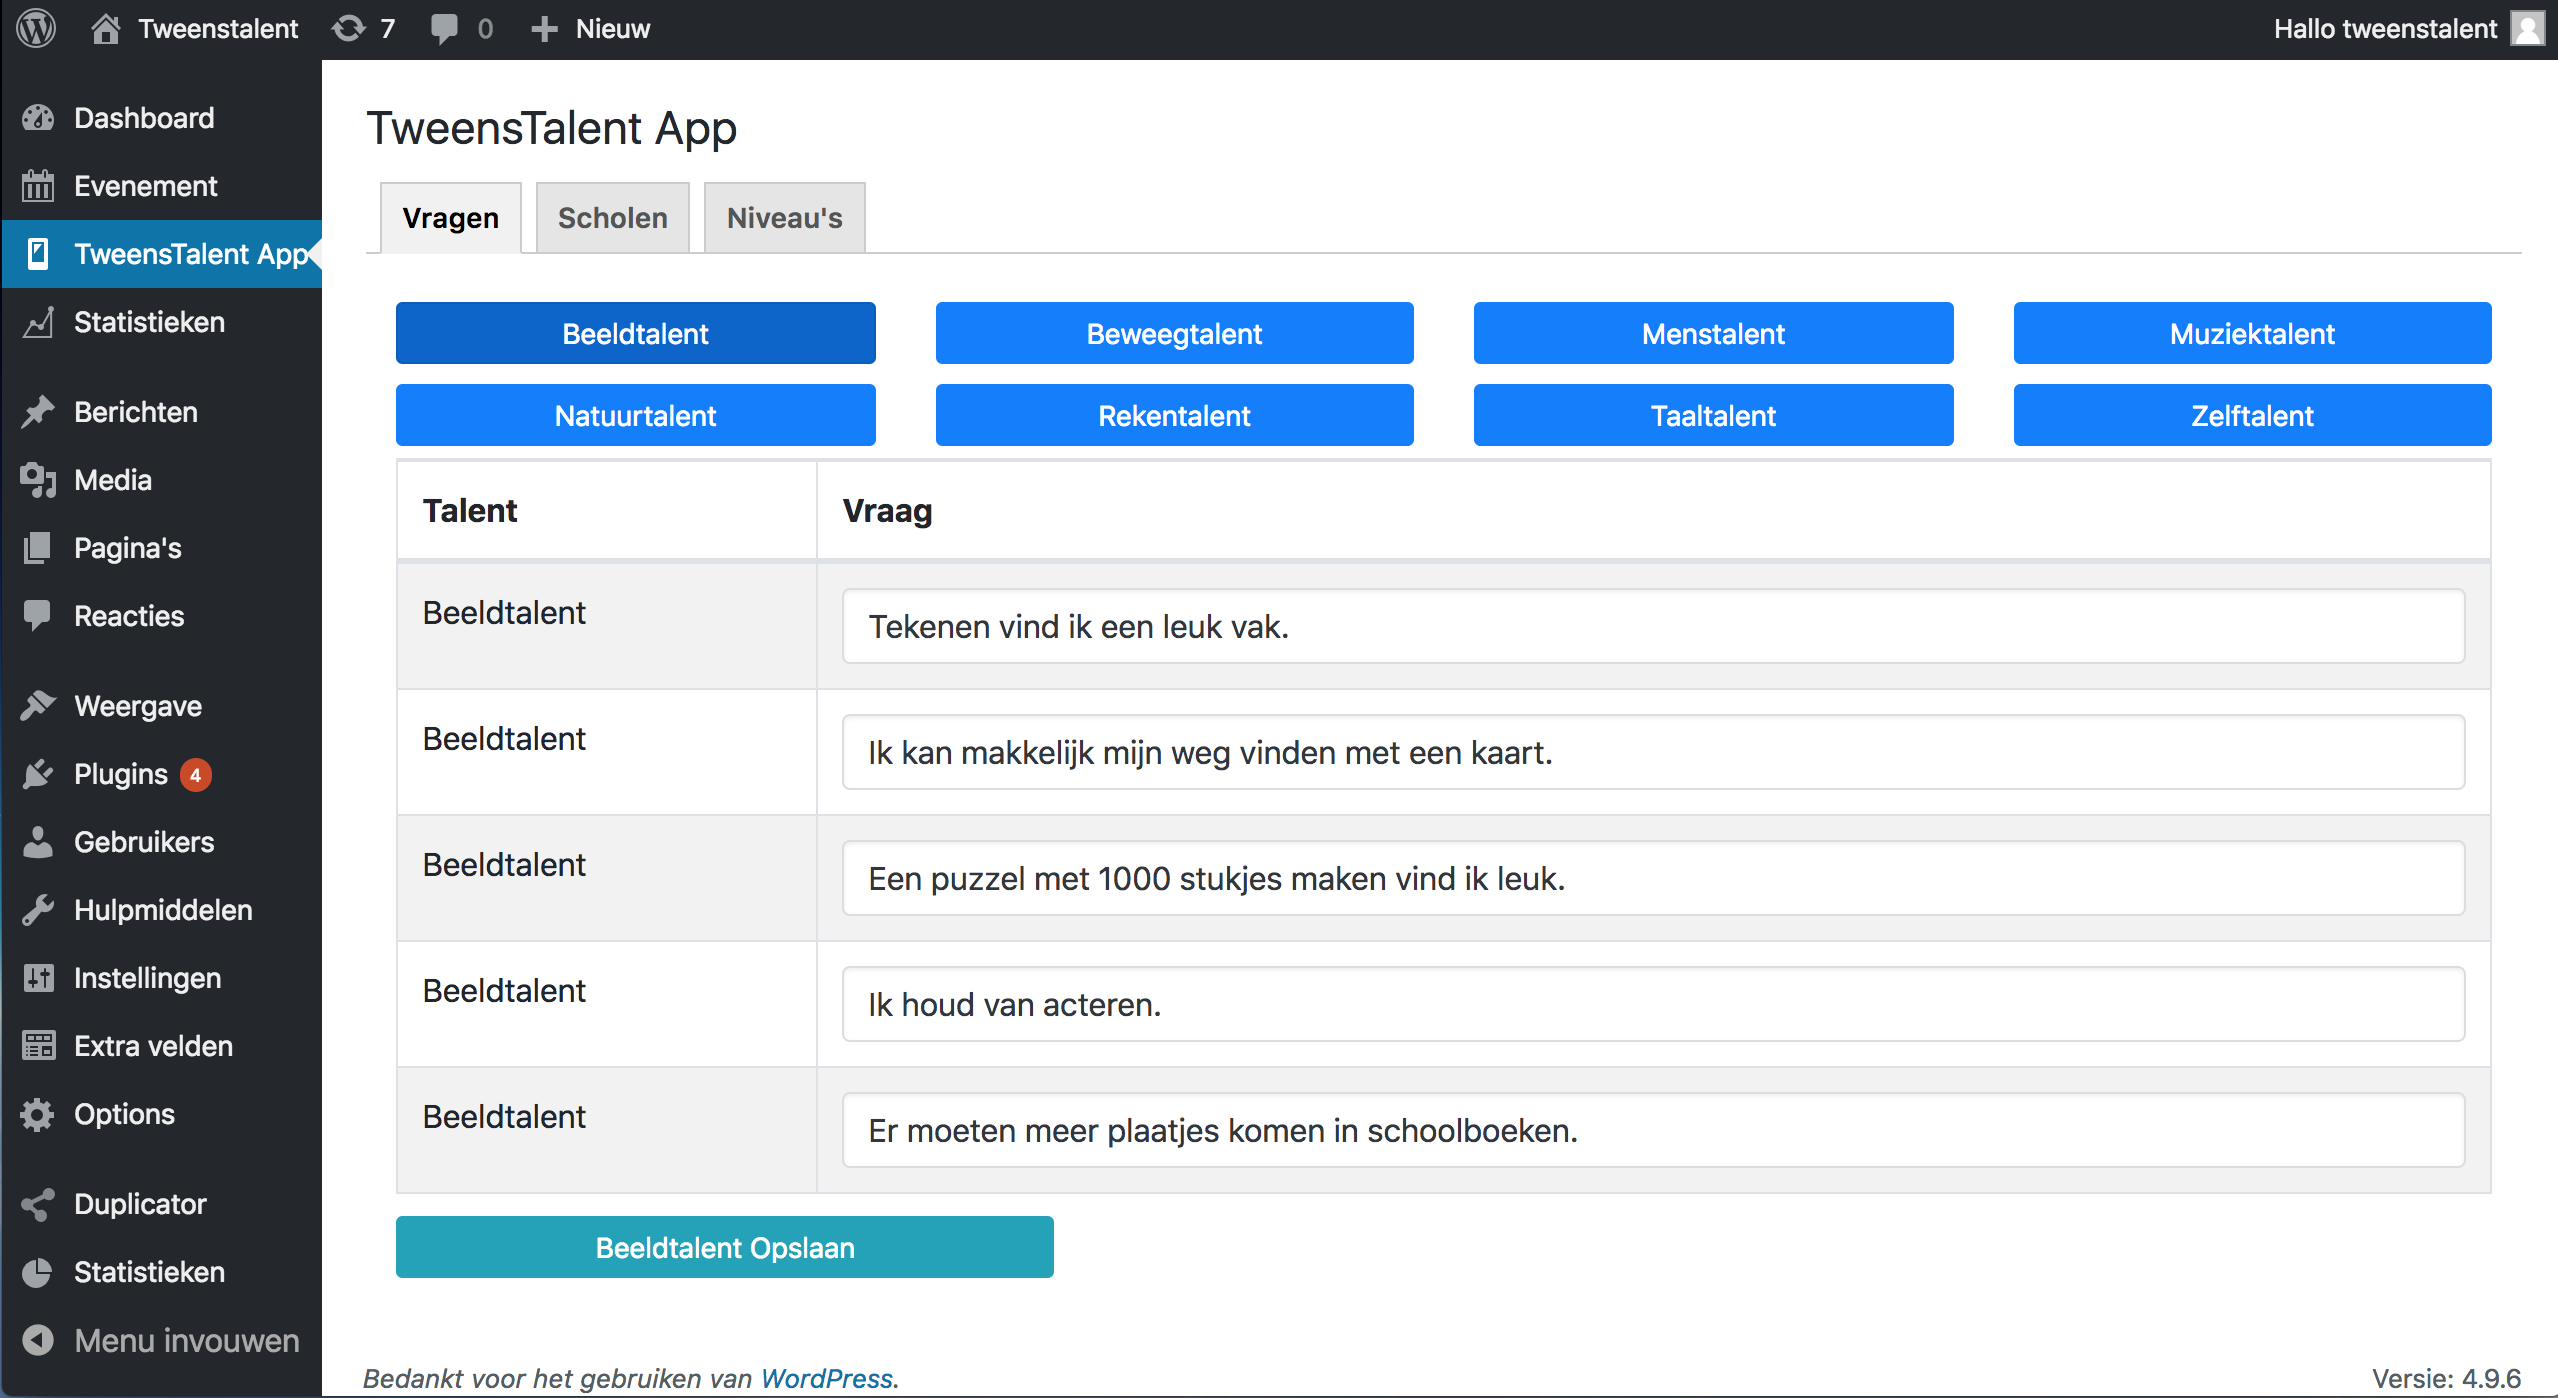 Tweenstalent 7 0 Nieuw Hallo tweenstalent
Dashboard
Evenement
TweensTalent App
Statistieken
Berichten
Media
Pagina's
Reacties
Weergave
Plugins 4
Gebruikers
Hulpmiddelen
Instellingen
Extra velden
Options
Duplicator
Statistieken
Menu invouwen
TweensTalent App
Vragen Scholen Niveau's
Beeldtalent Beweegtalent Menstalent Muziektalent
Natuurtalent Rekentalent Taaltalent Zelftalent
Talent Vraag
Beeldtalent Tekenen vind ik een leuk vak.
Beeldtalent Ik kan makkelijk mijn weg vinden met een kaart.
Beeldtalent Een puzzel met 1000 stukjes maken vind ik leuk.
Beeldtalent Ik houd van acteren.
Beeldtalent Er moeten meer plaatjes komen in schoolboeken.
Beeldtalent Opslaan
Bedankt voor het gebruiken van WordPress. Versie: 4.9.6